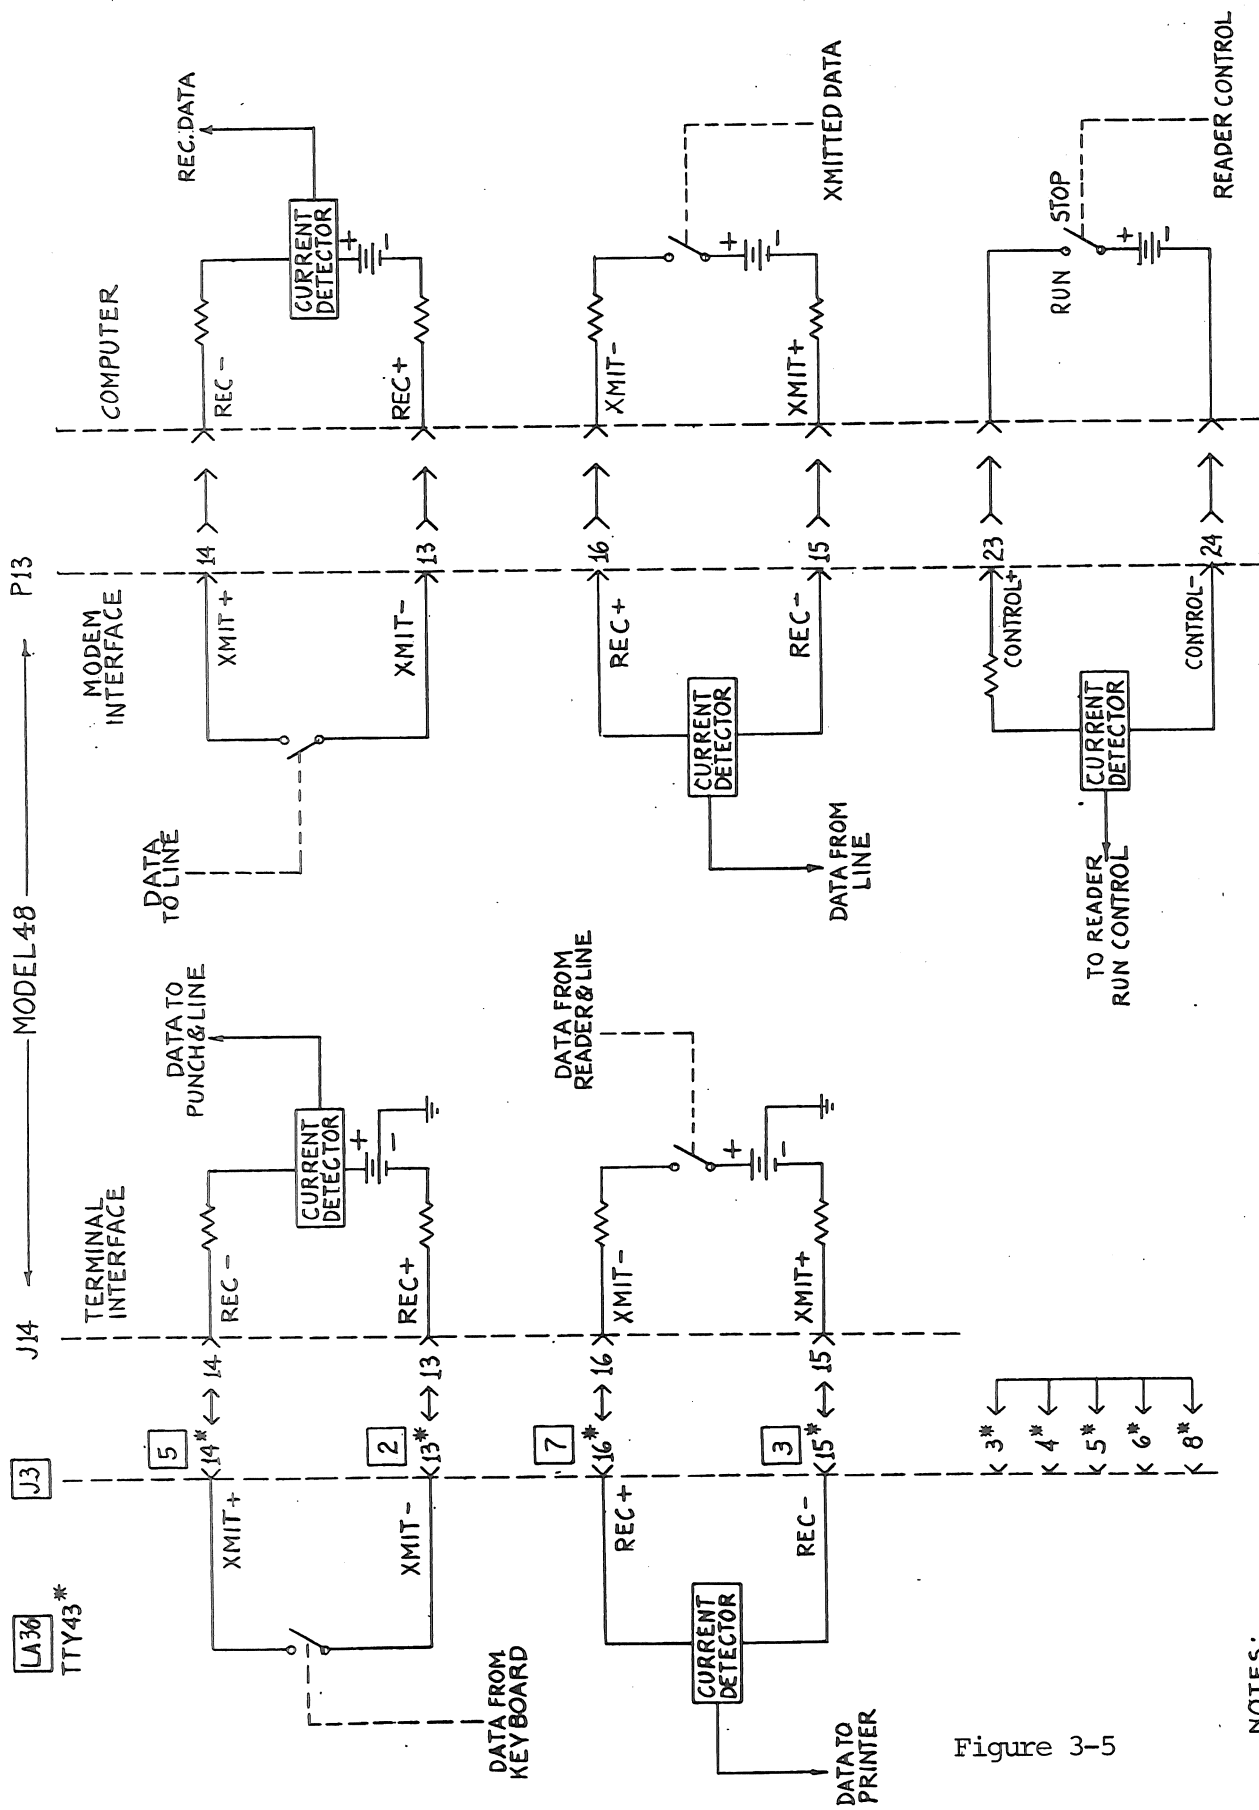 LA36
TTY43*
J3
J14
MODEL 48
P13
TERMINAL
INTERFACE
MODEM
INTERFACE
COMPUTER
XMIT+
5
14*
14
REC -
CURRENT
DETECTOR
+
-
DATA TO
PUNCH & LINE
DATA
TO LINE
XMIT+
14
REC -
CURRENT
DETECTOR
+
-
REC. DATA
DATA FROM
KEYBOARD
XMIT-
2
13*
13
REC+
XMIT-
13
REC+
REC+
7
16*
16
XMIT-
DATA FROM
READER & LINE
+
-
REC+
16
XMIT-
+
-
XMITTED DATA
CURRENT
DETECTOR
DATA TO
PRINTER
REC-
3
15*
15
XMIT+
CURRENT
DETECTOR
DATA FROM
LINE
REC-
15
XMIT+
3*
4*
5*
6*
8*
TO READER
RUN CONTROL
CURRENT
DETECTOR
CONTROL+
23
CONTROL-
24
RUN
STOP
+
-
READER CONTROL
Figure 3-5
NOTES: